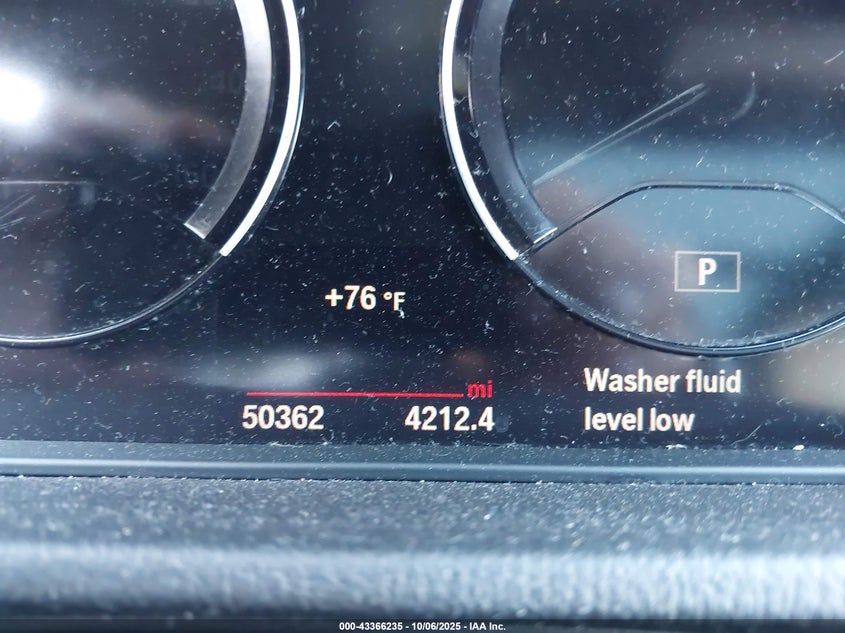 +76 °F
mi
50362 4212.4
P
Washer fluid
level low
000-43366235 - 10/06/2025 - IAA Inc.